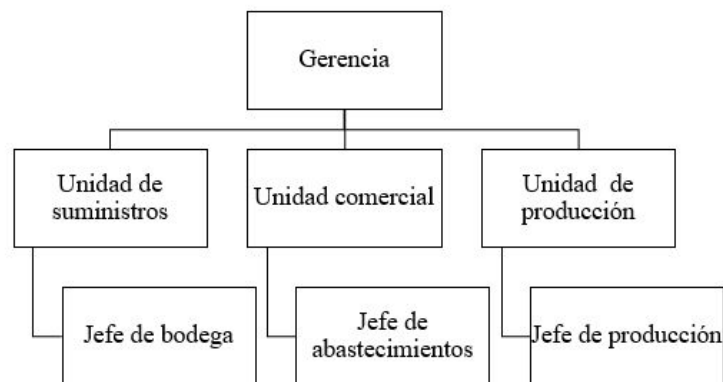 Gerencia
Unidad de
suministros
Unidad comercial
Unidad de
producción
Jefe de bodega
Jefe de
abastecimientos
Jefe de producción